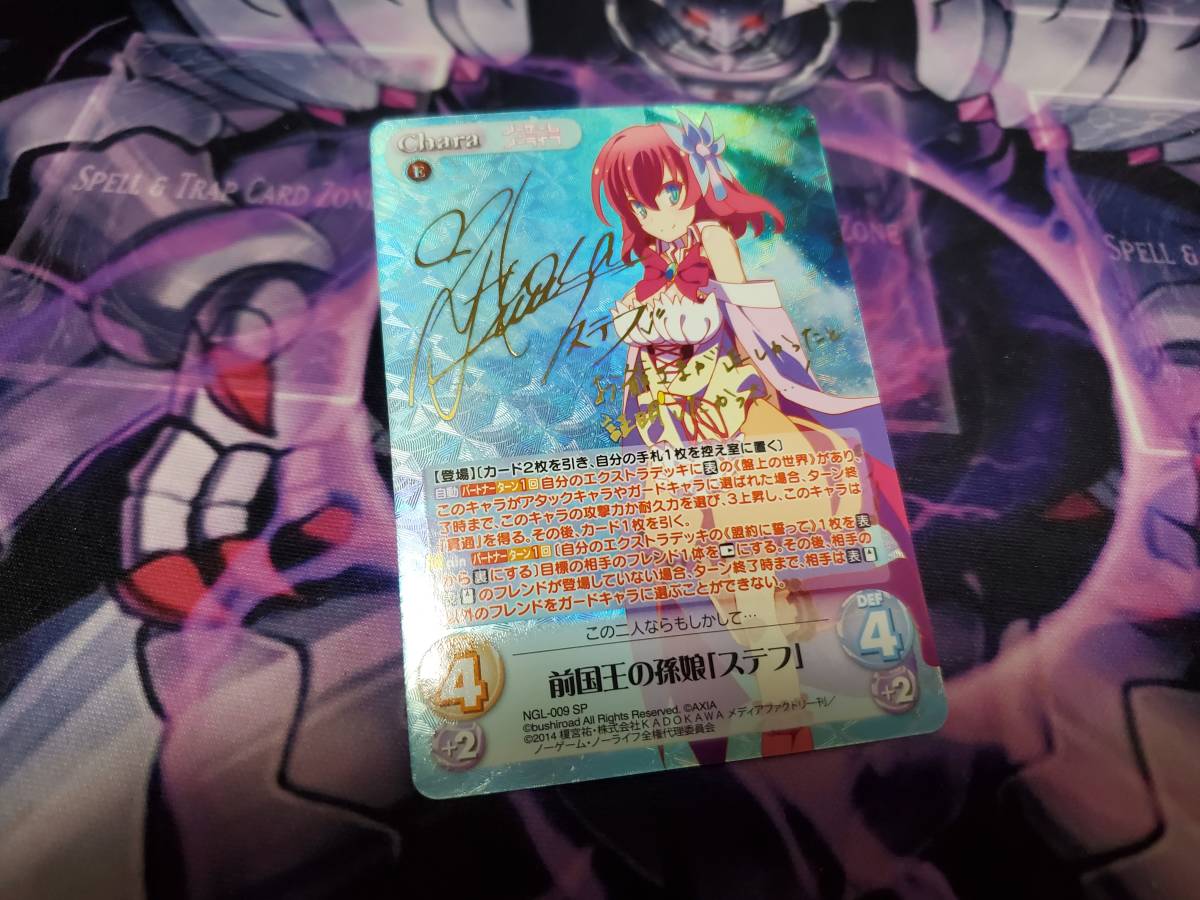 SPELL & TRAP CARD ZONE
ZONE
SPELL &
Chara
ノーゲーム
ノーライフ
E
ステフ
お祖父さまが正しかったと
証明
【登場】〔カード2枚を引き、自分の手札1枚を控え室に置く〕
自動 パートナー ターン1回 自分のエクストラデッキに表の《盤上の世界》があり、
このキャラがアタックキャラやガードキャラに選ばれた場合、ターン終
了時まで、このキャラの攻撃力か耐久力を選び、3上昇し、このキャラは
「貫通」を得る。その後、カード1枚を引く。
パートナー ターン1回〔自分のエクストラデッキの《盟約に誓って》1枚を表
から裏にする〕目標の相手のフレンド1体を にする。その後、相手の
のフレンドが登場していない場合、ターン終了時まで、相手は表
以外のフレンドをガードキャラに選ぶことができない。
この二人ならもしかして…
4
DEF
4
前国王の孫娘「ステフ」
+2
+2
NGL-009 SP
©bushiroad All Rights Reserved. ©AXIA
©2014 榎宮祐・株式会社KADOKAWA メディアファクトリー刊/
ノーゲーム・ノーライフ全権代理委員会